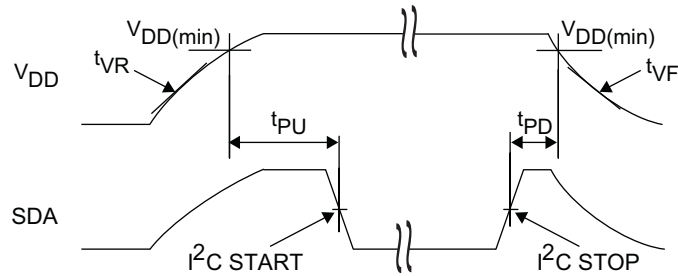 VDD(min)
VDD(min)
tVR
tVF
VDD
tPU
tPD
SDA
I²C START
I²C STOP